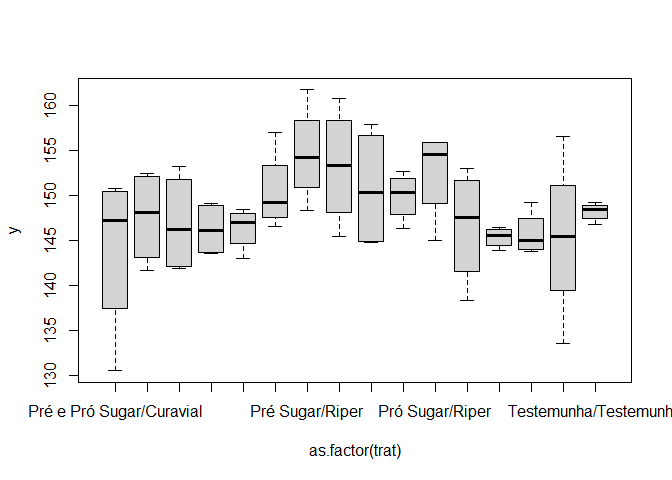 160
155
150
145
140
135
130
y
Pré e Pró Sugar/Curavial Pré Sugar/Riper Pró Sugar/Riper Testemunha/Testemunh
as.factor(trat)